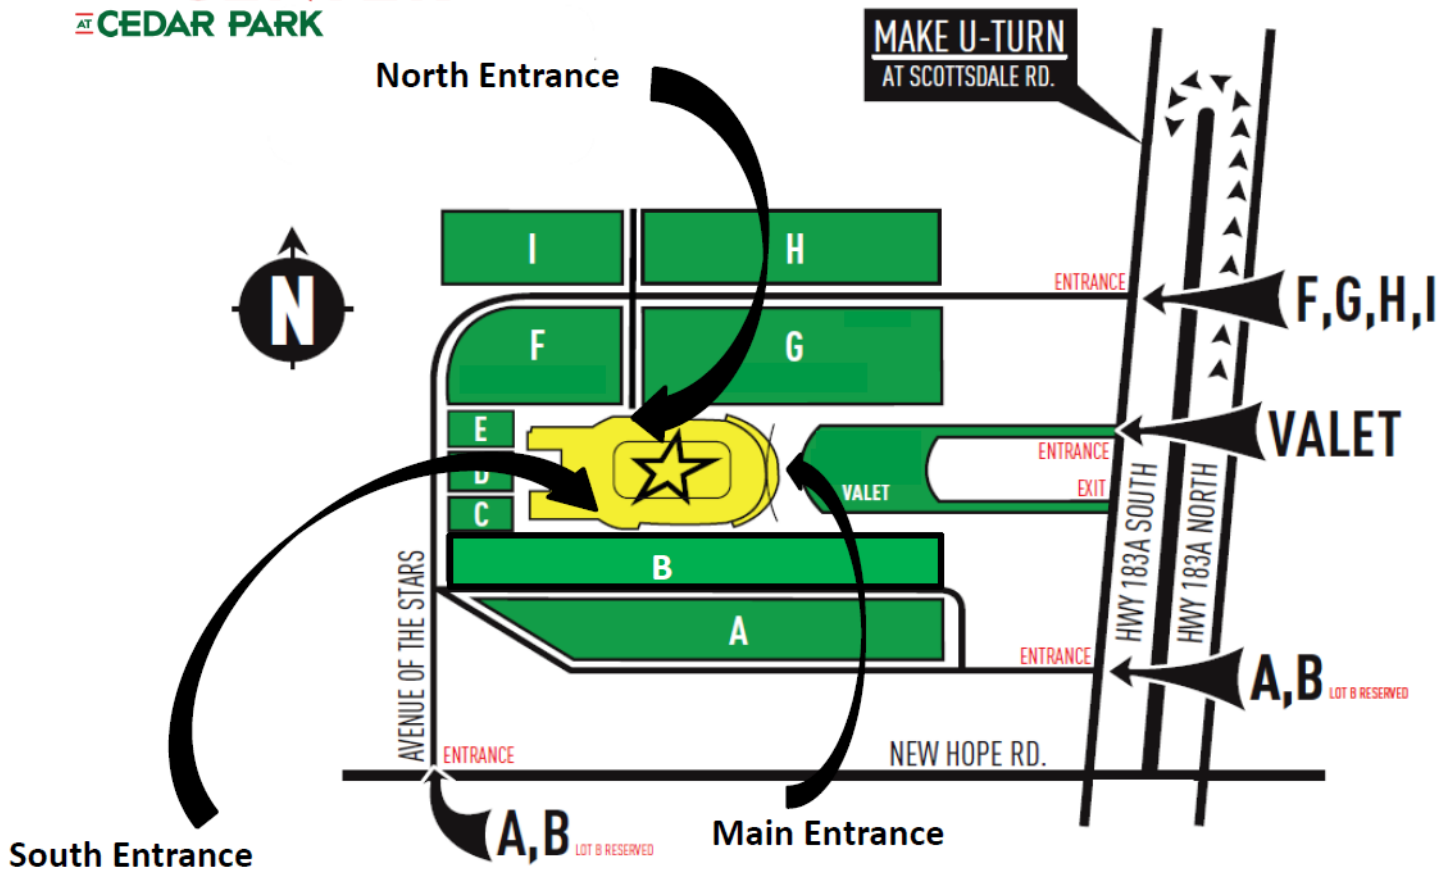 AT CEDAR PARK
MAKE U-TURN
AT SCOTTSDALE RD.
North Entrance
N
I
H
ENTRANCE
F,G,H,I
F
G
E
VALET
ENTRANCE
D
EXIT
VALET
C
HWY 183A SOUTH
HWY 183A NORTH
B
AVENUE OF THE STARS
A
ENTRANCE
A,B LOT B RESERVED
ENTRANCE
NEW HOPE RD.
A,B LOT B RESERVED
Main Entrance
South Entrance